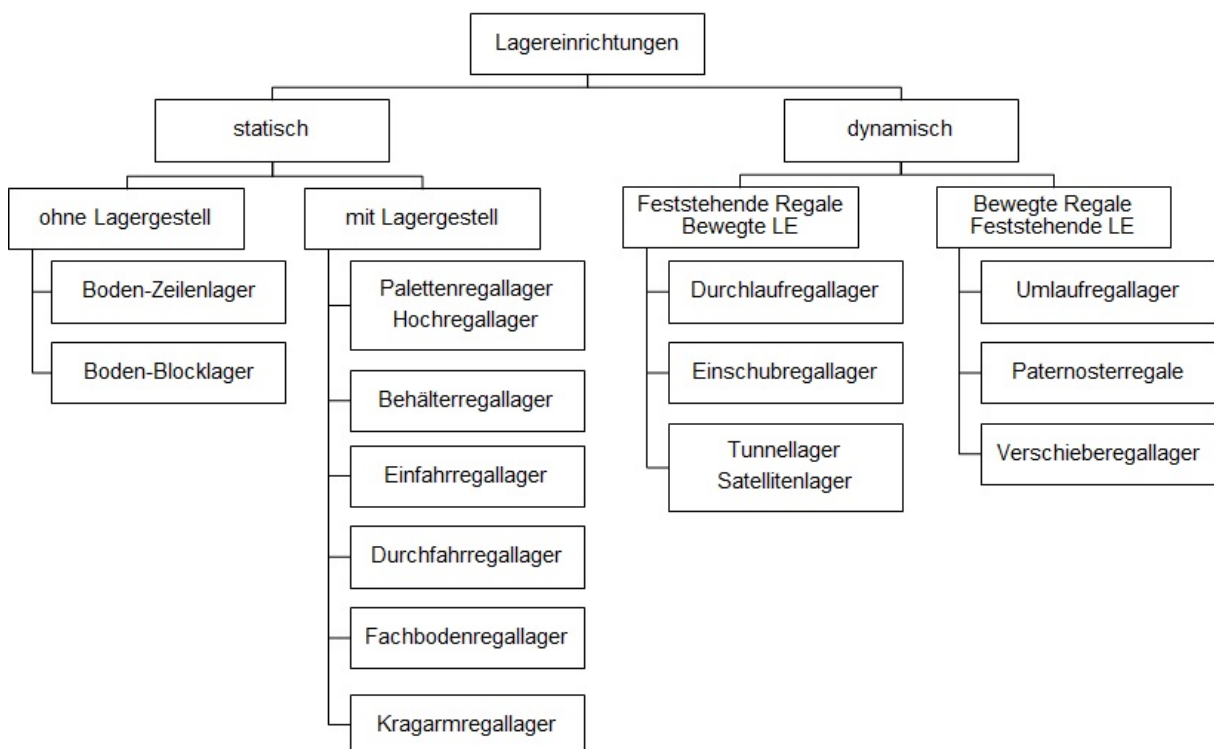 Lagereinrichtungen
statisch
dynamisch
ohne Lagergestell
mit Lagergestell
Feststehende Regale
Bewegte LE
Bewegte Regale
Feststehende LE
Boden-Zeilenlager
Boden-Blocklager
Palettenregallager
Hochregallager
Behälterregallager
Einfahrregallager
Durchfahrregallager
Fachbodenregallager
Kragarmregallager
Durchlaufregallager
Einschubregallager
Tunnellager
Satellitenlager
Umlaufregallager
Paternosterregale
Verschieberegallager